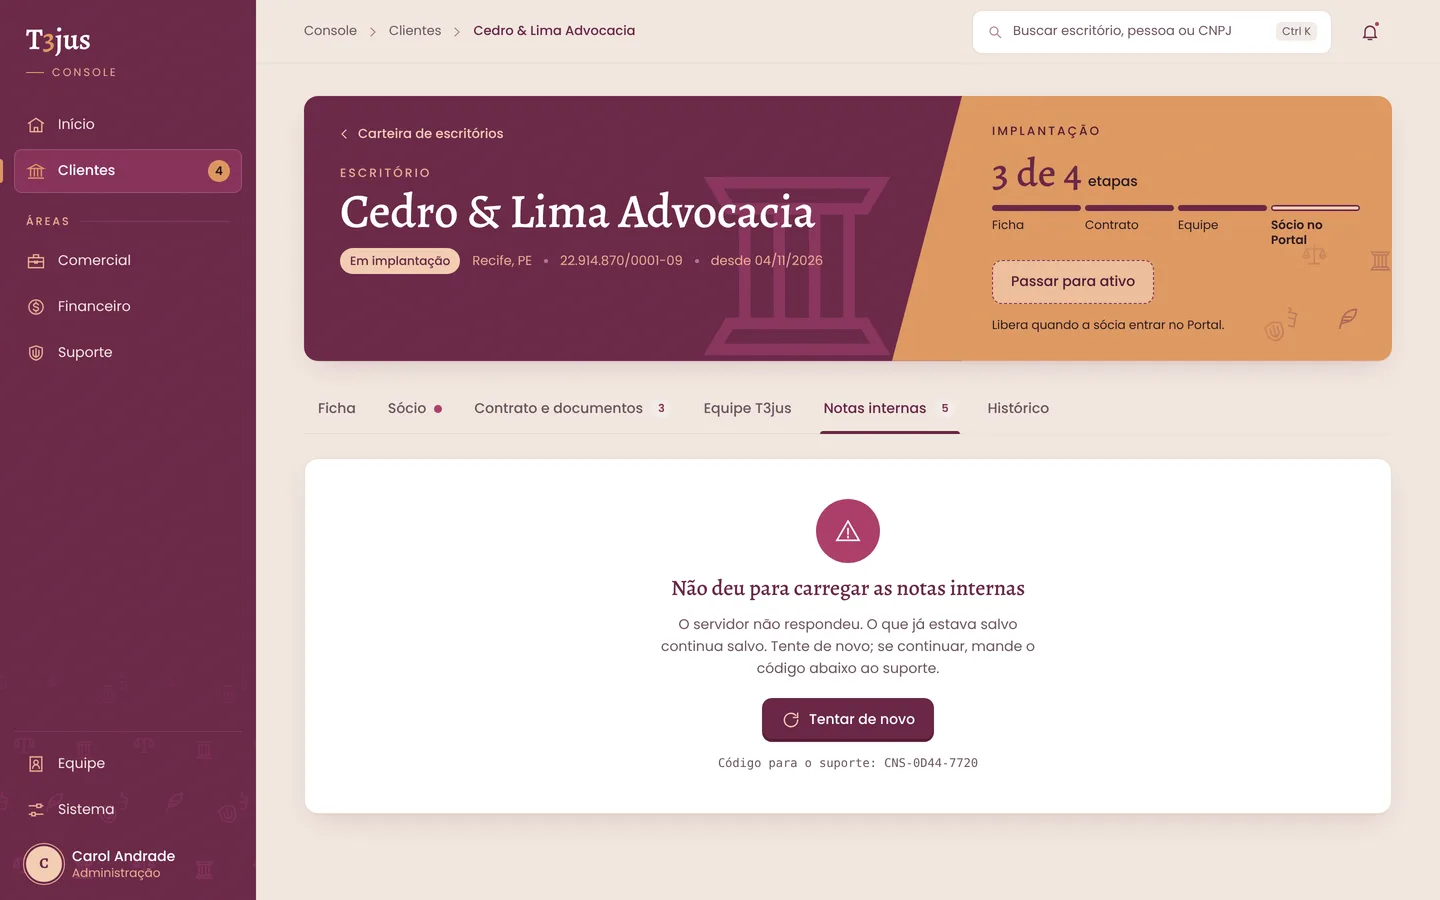 T3jus
CONSOLE
Início
Clientes 4
ÁREAS
Comercial
Financeiro
Suporte
Equipe
Sistema
C
Carol Andrade
Administração
Console > Clientes > Cedro & Lima Advocacia
Buscar escritório, pessoa ou CNPJ Ctrl K
Carteira de escritórios
ESCRITÓRIO
Cedro & Lima Advocacia
Em implantação Recife, PE • 22.914.870/0001-09 • desde 04/11/2026
IMPLANTAÇÃO
3 de 4 etapas
Ficha Contrato Equipe Sócio no
Portal
Passar para ativo
Libera quando a sócia entrar no Portal.
Ficha Sócio Contrato e documentos 3 Equipe T3jus Notas internas 5 Histórico
Não deu para carregar as notas internas
O servidor não respondeu. O que já estava salvo
continua salvo. Tente de novo; se continuar, mande o
código abaixo ao suporte.
Tentar de novo
Código para o suporte: CNS-0D44-7720